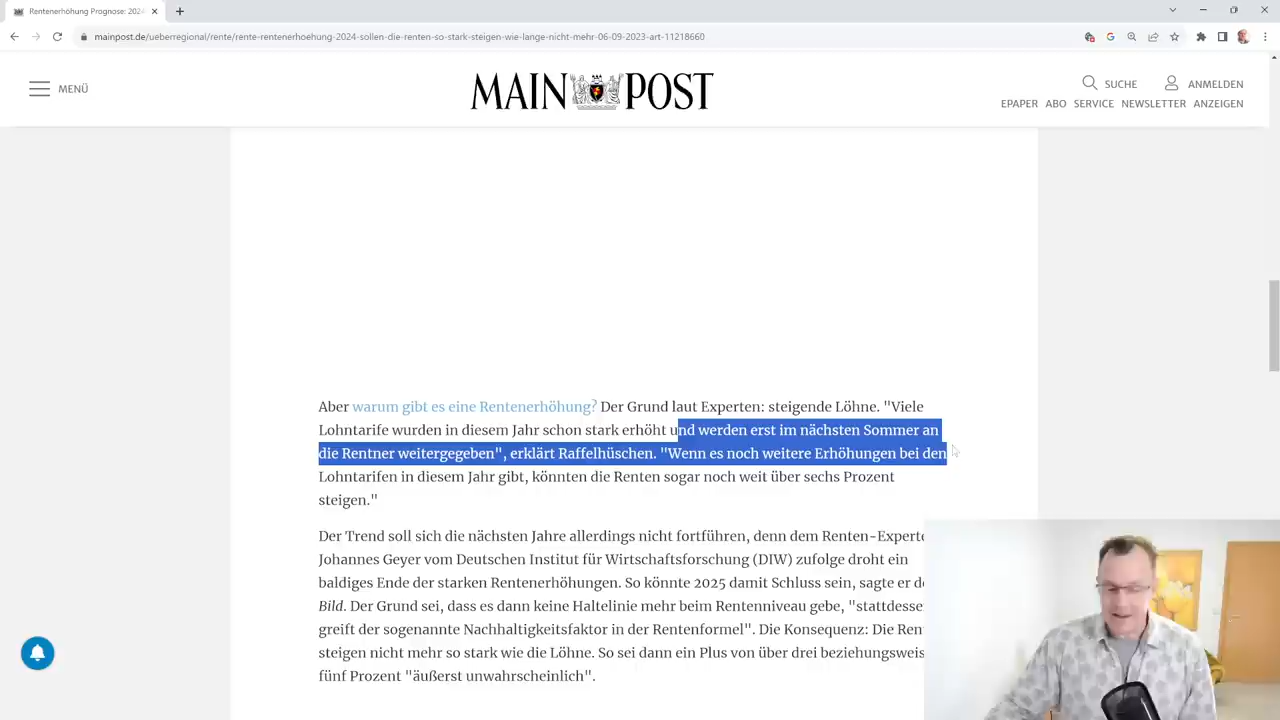 Rentenerhöhung Prognose: 2024
mainpost.de/ueberregional/rente/rente-rentenerhoehung-2024-sollen-die-renten-so-stark-steigen-wie-lange-nicht-mehr-06-09-2023-art-11218660
MENÜ
MAIN POST
SUCHE
ANMELDEN
EPAPER ABO SERVICE NEWSLETTER ANZEIGEN
Aber warum gibt es eine Rentenerhöhung? Der Grund laut Experten: steigende Löhne. "Viele
Lohntarife wurden in diesem Jahr schon stark erhöht und werden erst im nächsten Sommer an
die Rentner weitergegeben", erklärt Raffelhüschen. "Wenn es noch weitere Erhöhungen bei den
Lohntarifen in diesem Jahr gibt, könnten die Renten sogar noch weit über sechs Prozent
steigen."
Der Trend soll sich die nächsten Jahre allerdings nicht fortführen, denn dem Renten-Experte
Johannes Geyer vom Deutschen Institut für Wirtschaftsforschung (DIW) zufolge droht ein
baldiges Ende der starken Rentenerhöhungen. So könnte 2025 damit Schluss sein, sagte er de
Bild. Der Grund sei, dass es dann keine Haltelinie mehr beim Rentenniveau gebe, "stattdesse
greift der sogenannte Nachhaltigkeitsfaktor in der Rentenformel". Die Konsequenz: Die Ren
steigen nicht mehr so stark wie die Löhne. So sei dann ein Plus von über drei beziehungsweis
fünf Prozent "äußerst unwahrscheinlich".